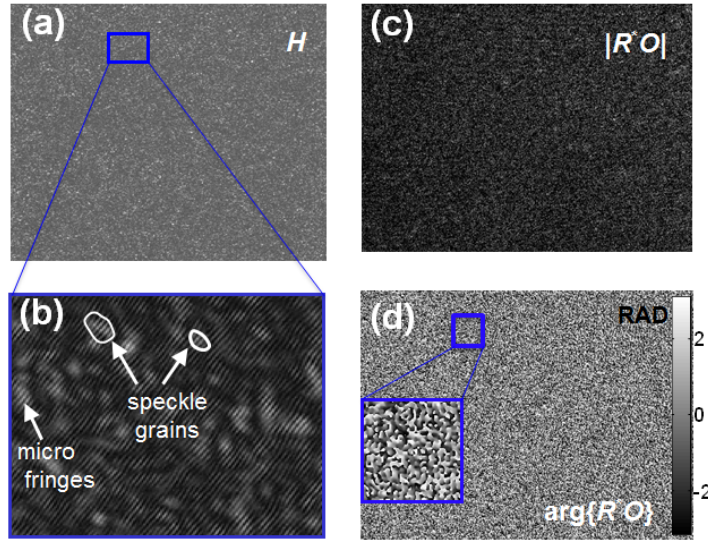 (a)
H
(c)
|R*O|
(b)
speckle
grains
micro
fringes
(d)
RAD
2
0
-2
arg{R*O}